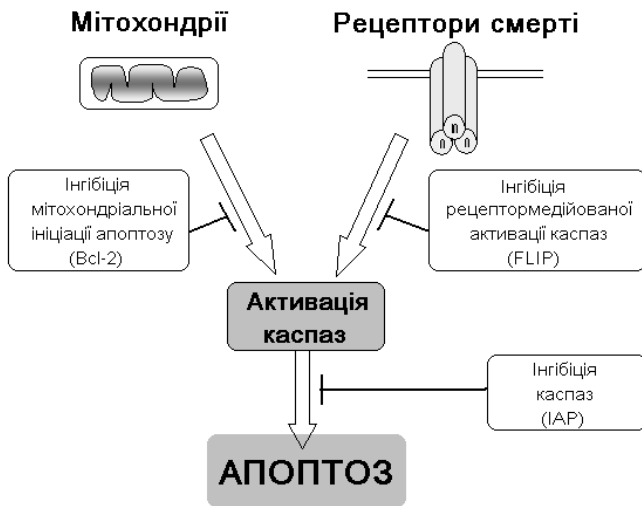 Мітохондрії
Рецептори смерті
n
n
n
Інгібіція
мітохондріальної
ініціації апоптозу
(Bcl-2)
Інгібіція
рецептормедійованої
активації каспаз
(FLIP)
Активація
каспаз
Інгібіція
каспаз
(IAP)
АПОПТОЗ